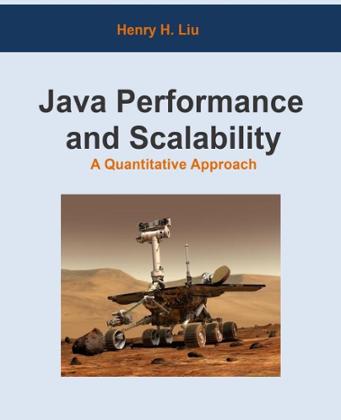 Henry H. Liu
Java Performance
and Scalability
A Quantitative Approach